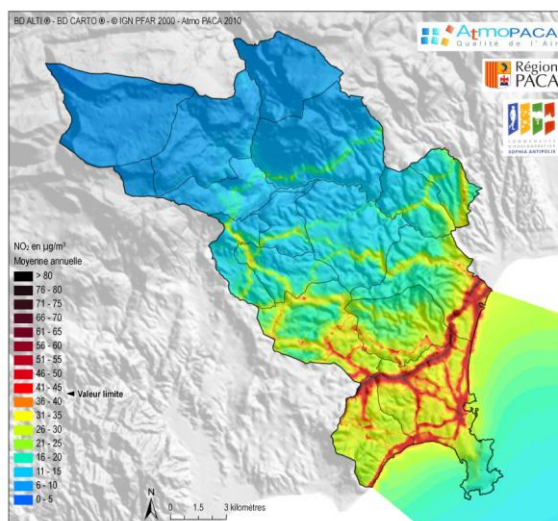 BD ALTI ® - BD CARTO ® - © IGN PFAR 2000 - Atmo PACA 2010
AtmoPACA
Qualité de l'Air
Région
PACA
SOPHIA ANTIPOLIS
NO₂ en µg/m³
Moyenne annuelle
> 80
76 - 80
71 - 75
66 - 70
61 - 65
56 - 60
51 - 55
46 - 50
41 - 45
36 - 40
Valeur limite
31 - 35
26 - 30
21 - 25
16 - 20
11 - 15
6 - 10
0 - 5
N
0 1.5 3 kilomètres